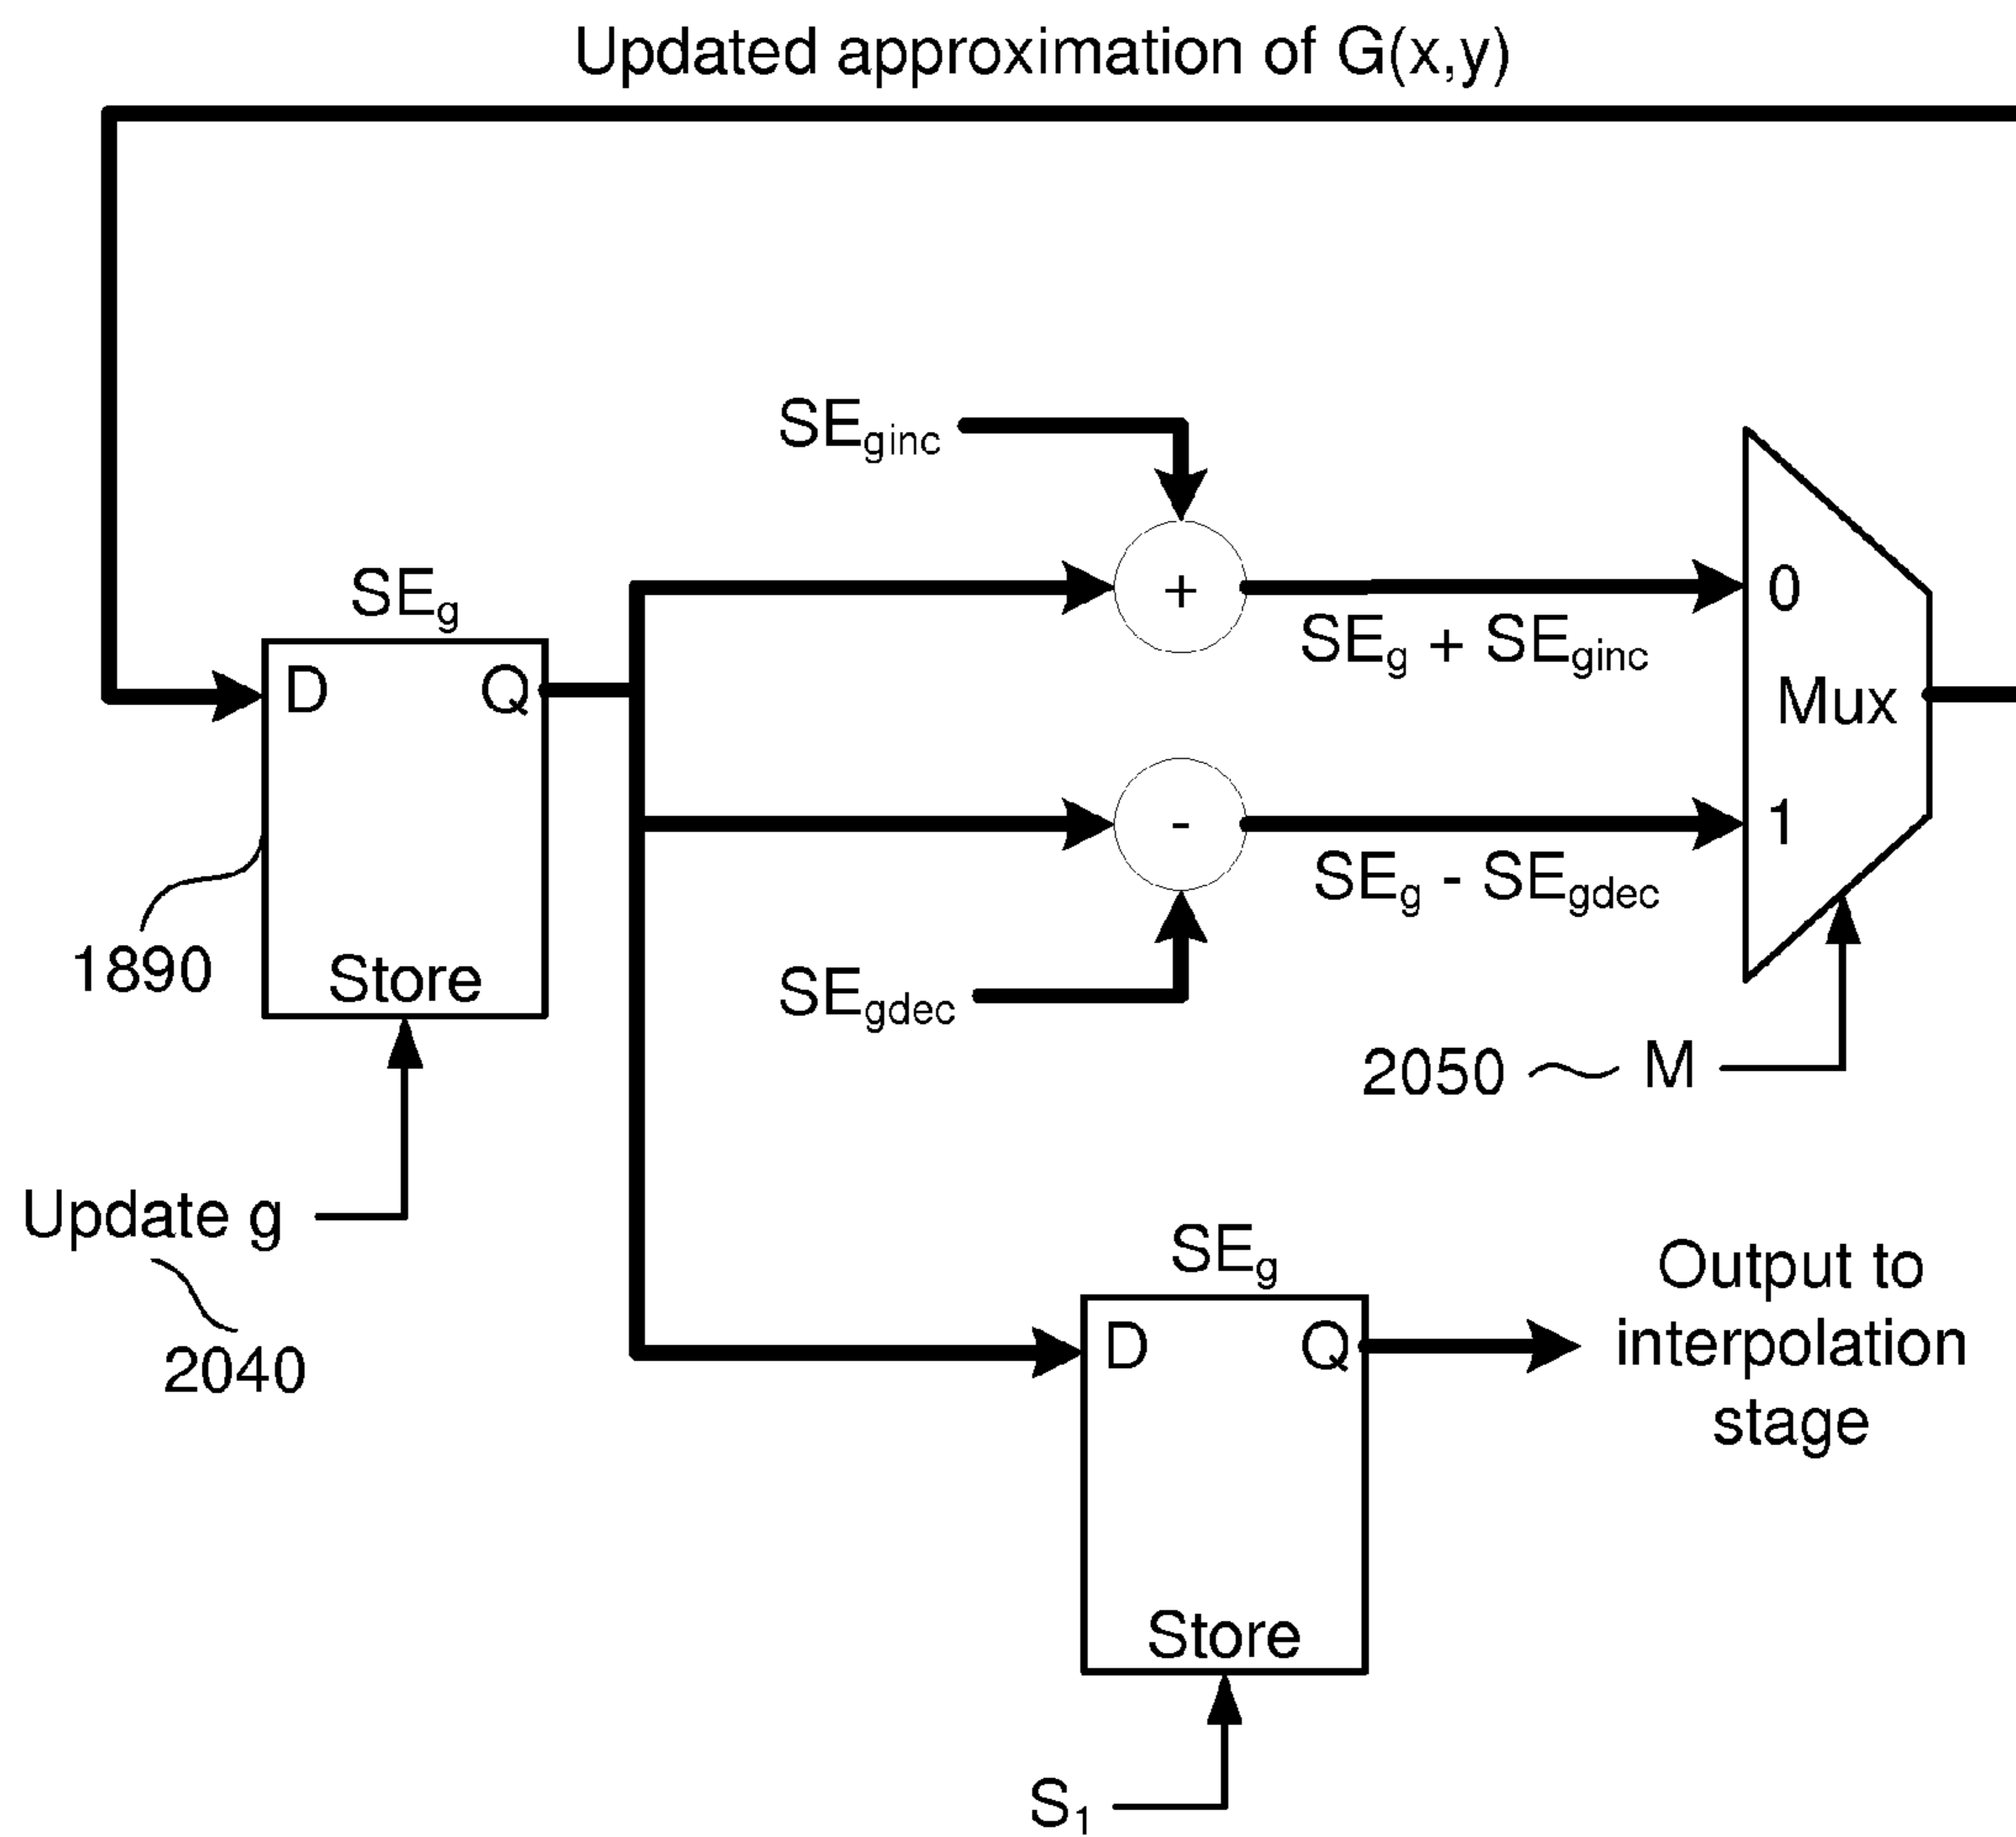 Updated approximation of G(x,y)
SEginc
+
SEg + SEginc
0
Mux
1
SEg
D Q
Store
1890
-
SEg - SEgdec
SEgdec
2050 M
Update g
2040
SEg
D Q
Store
Output to
interpolation
stage
S1